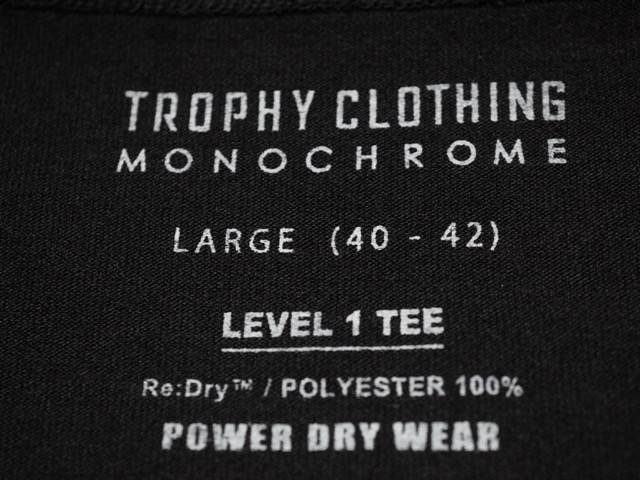 TROPHY CLOTHING
MONOCHROME
LARGE (40 - 42)
LEVEL 1 TEE
Re:Dry™ / POLYESTER 100%
POWER DRY WEAR